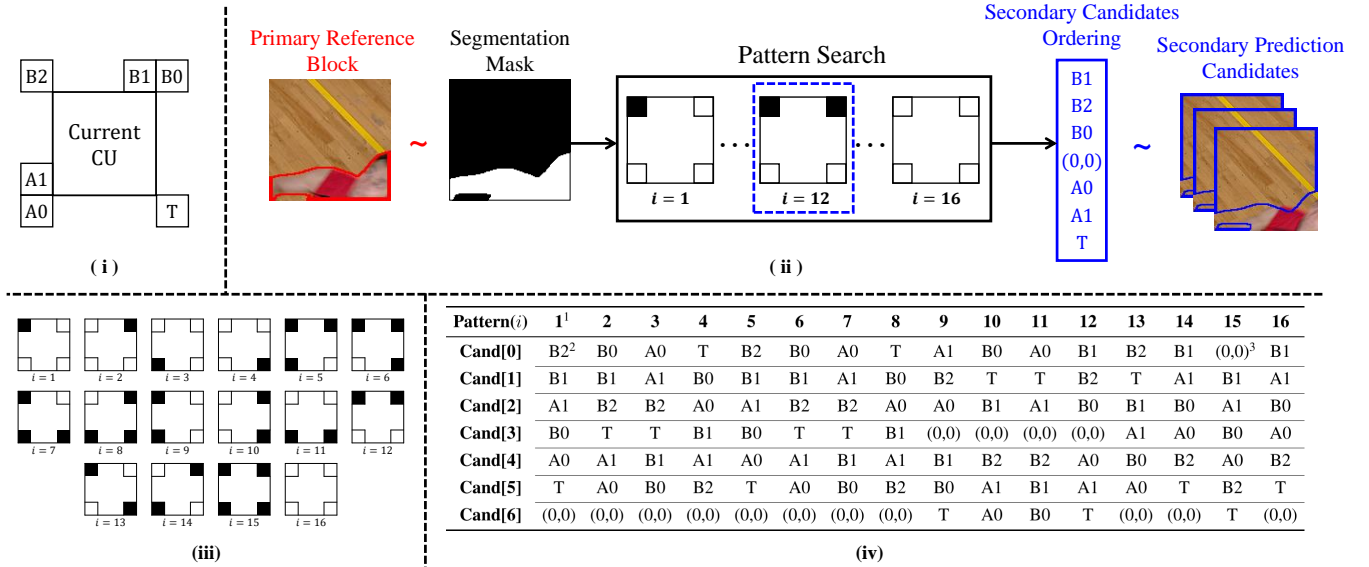 B2 B1 B0
Current
CU
A1
A0 T
( i )
Primary Reference
Block
~
Segmentation
Mask
Pattern Search
i = 1 ... i = 12 ... i = 16
Secondary Candidates
Ordering
B1
B2
B0
(0,0)
A0
A1
T
~
Secondary Prediction
Candidates
( ii )
i = 1 i = 2 i = 3 i = 4 i = 5 i = 6
i = 7 i = 8 i = 9 i = 10 i = 11 i = 12
i = 13 i = 14 i = 15 i = 16
(iii)
Pattern(i) 1¹ 2 3 4 5 6 7 8 9 10 11 12 13 14 15 16
Cand[0] B2² B0 A0 T B2 B0 A0 T A1 B0 A0 B1 B2 B1 (0,0)³ B1
Cand[1] B1 B1 A1 B0 B1 B1 A1 B0 B2 T T B2 T A1 B1 A1
Cand[2] A1 B2 B2 A0 A1 B2 B2 A0 A0 B1 A1 B0 B1 B0 A1 B0
Cand[3] B0 T T B1 B0 T T B1 (0,0) (0,0) (0,0) (0,0) A1 A0 B0 A0
Cand[4] A0 A1 B1 A1 A0 A1 B1 A1 B1 B2 B2 A0 B0 B2 A0 B2
Cand[5] T A0 B0 B2 T A0 B0 B2 B0 A1 B1 A1 A0 T B2 T
Cand[6] (0,0) (0,0) (0,0) (0,0) (0,0) (0,0) (0,0) (0,0) T A0 B0 T (0,0) (0,0) T (0,0)
(iv)